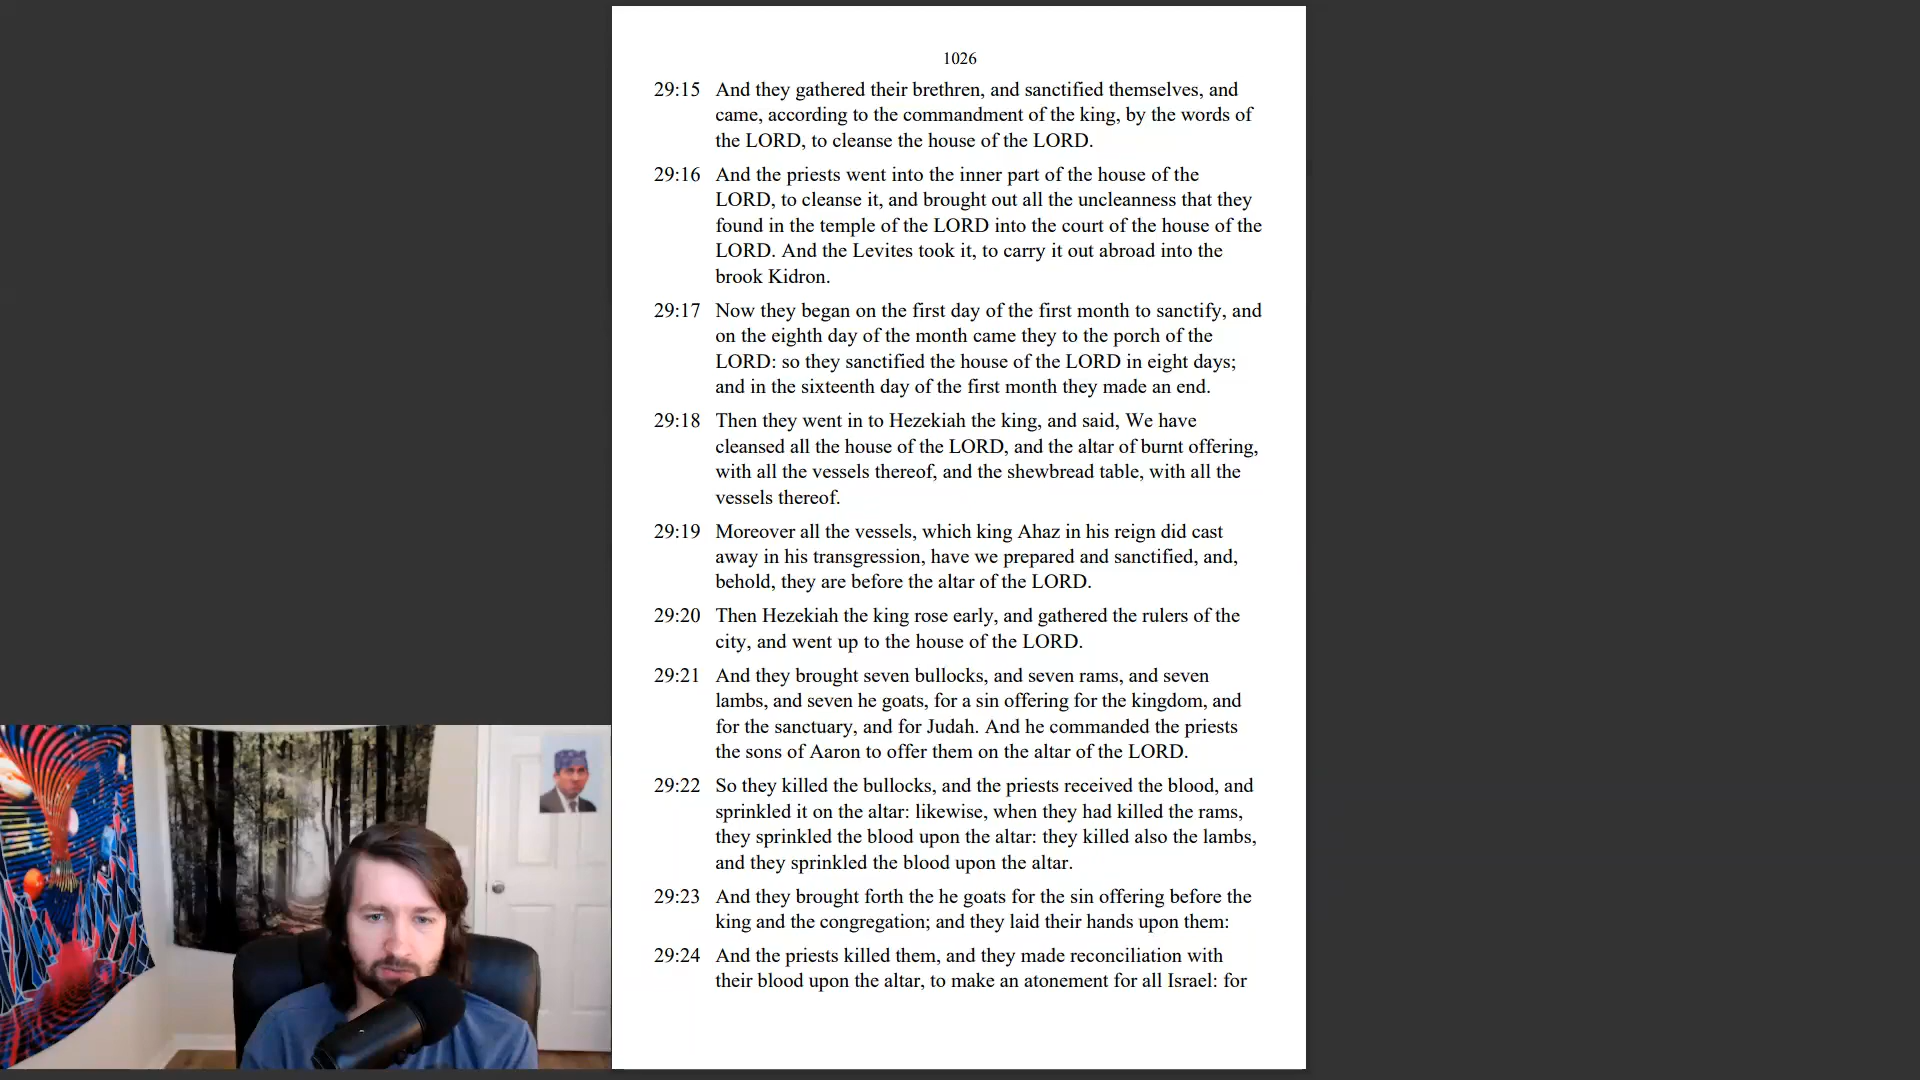 1026
29:15 And they gathered their brethren, and sanctified themselves, and
came, according to the commandment of the king, by the words of
the LORD, to cleanse the house of the LORD.
29:16 And the priests went into the inner part of the house of the
LORD, to cleanse it, and brought out all the uncleanness that they
found in the temple of the LORD into the court of the house of the
LORD. And the Levites took it, to carry it out abroad into the
brook Kidron.
29:17 Now they began on the first day of the first month to sanctify, and
on the eighth day of the month came they to the porch of the
LORD: so they sanctified the house of the LORD in eight days;
and in the sixteenth day of the first month they made an end.
29:18 Then they went in to Hezekiah the king, and said, We have
cleansed all the house of the LORD, and the altar of burnt offering,
with all the vessels thereof, and the shewbread table, with all the
vessels thereof.
29:19 Moreover all the vessels, which king Ahaz in his reign did cast
away in his transgression, have we prepared and sanctified, and,
behold, they are before the altar of the LORD.
29:20 Then Hezekiah the king rose early, and gathered the rulers of the
city, and went up to the house of the LORD.
29:21 And they brought seven bullocks, and seven rams, and seven
lambs, and seven he goats, for a sin offering for the kingdom, and
for the sanctuary, and for Judah. And he commanded the priests
the sons of Aaron to offer them on the altar of the LORD.
29:22 So they killed the bullocks, and the priests received the blood, and
sprinkled it on the altar: likewise, when they had killed the rams,
they sprinkled the blood upon the altar: they killed also the lambs,
and they sprinkled the blood upon the altar.
29:23 And they brought forth the he goats for the sin offering before the
king and the congregation; and they laid their hands upon them:
29:24 And the priests killed them, and they made reconciliation with
their blood upon the altar, to make an atonement for all Israel: for